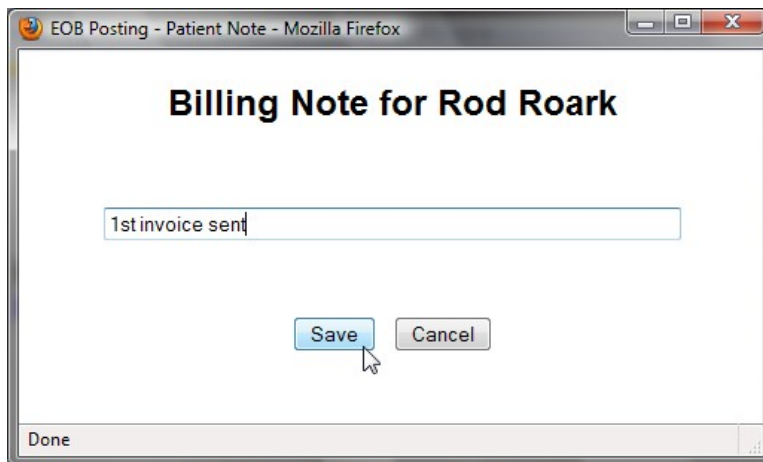 EOB Posting - Patient Note - Mozilla Firefox
Billing Note for Rod Roark
1st invoice sent
Save Cancel
Done